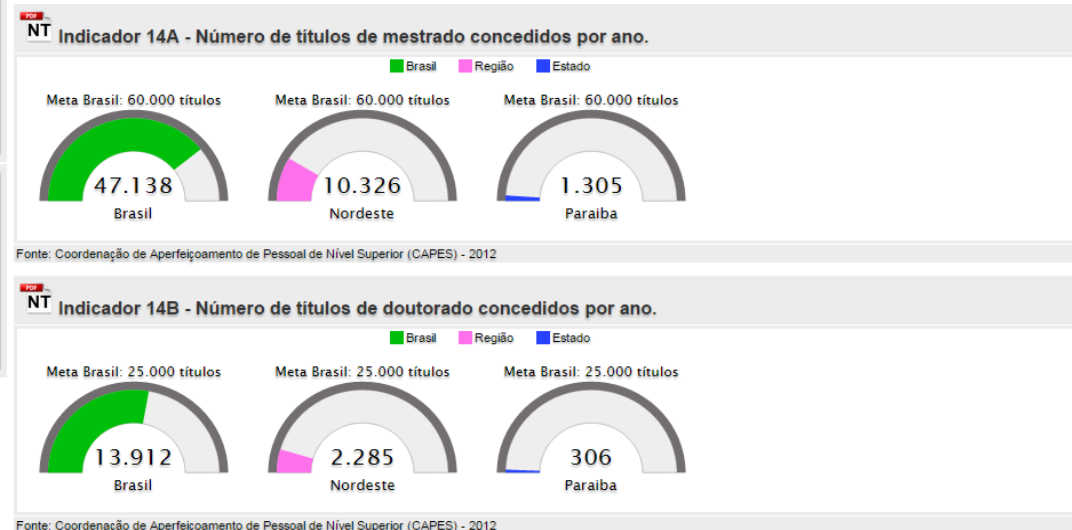 PDF
NT Indicador 14A - Número de títulos de mestrado concedidos por ano.
Brasil Região Estado
Meta Brasil: 60.000 títulos Meta Brasil: 60.000 títulos Meta Brasil: 60.000 títulos
47.138 10.326 1.305
Brasil Nordeste Paraiba
Fonte: Coordenação de Aperfeiçoamento de Pessoal de Nível Superior (CAPES) - 2012
PDF
NT Indicador 14B - Número de títulos de doutorado concedidos por ano.
Brasil Região Estado
Meta Brasil: 25.000 títulos Meta Brasil: 25.000 títulos Meta Brasil: 25.000 títulos
13.912 2.285 306
Brasil Nordeste Paraiba
Fonte: Coordenação de Aperfeiçoamento de Pessoal de Nível Superior (CAPES) - 2012